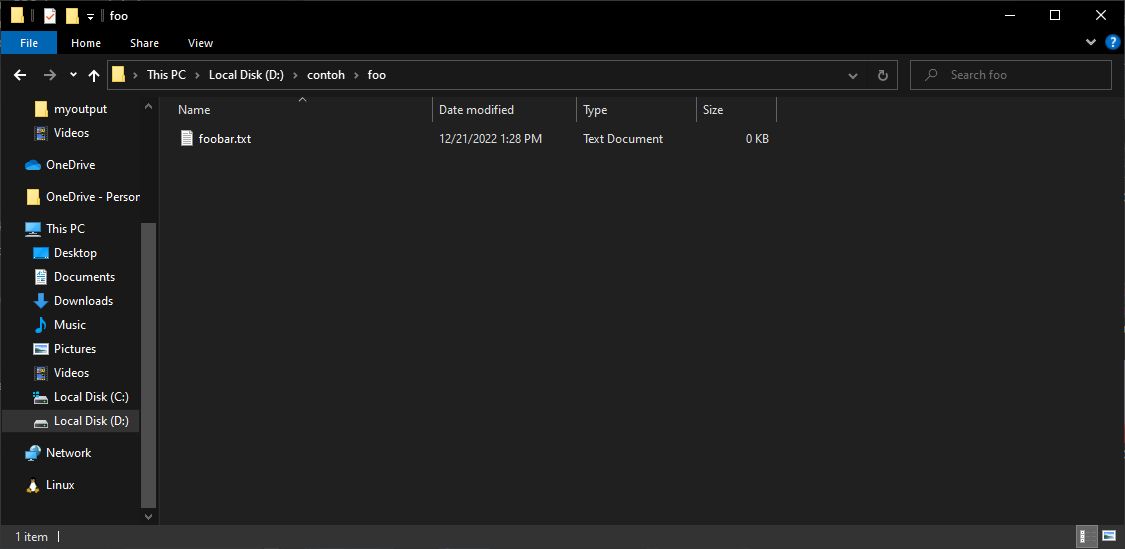 foo
File Home Share View
This PC Local Disk (D:) contoh foo Search foo
Name Date modified Type Size
foobar.txt 12/21/2022 1:28 PM Text Document 0 KB
myoutput
Videos
OneDrive
OneDrive - Person
This PC
Desktop
Documents
Downloads
Music
Pictures
Videos
Local Disk (C:)
Local Disk (D:)
Network
Linux
1 item